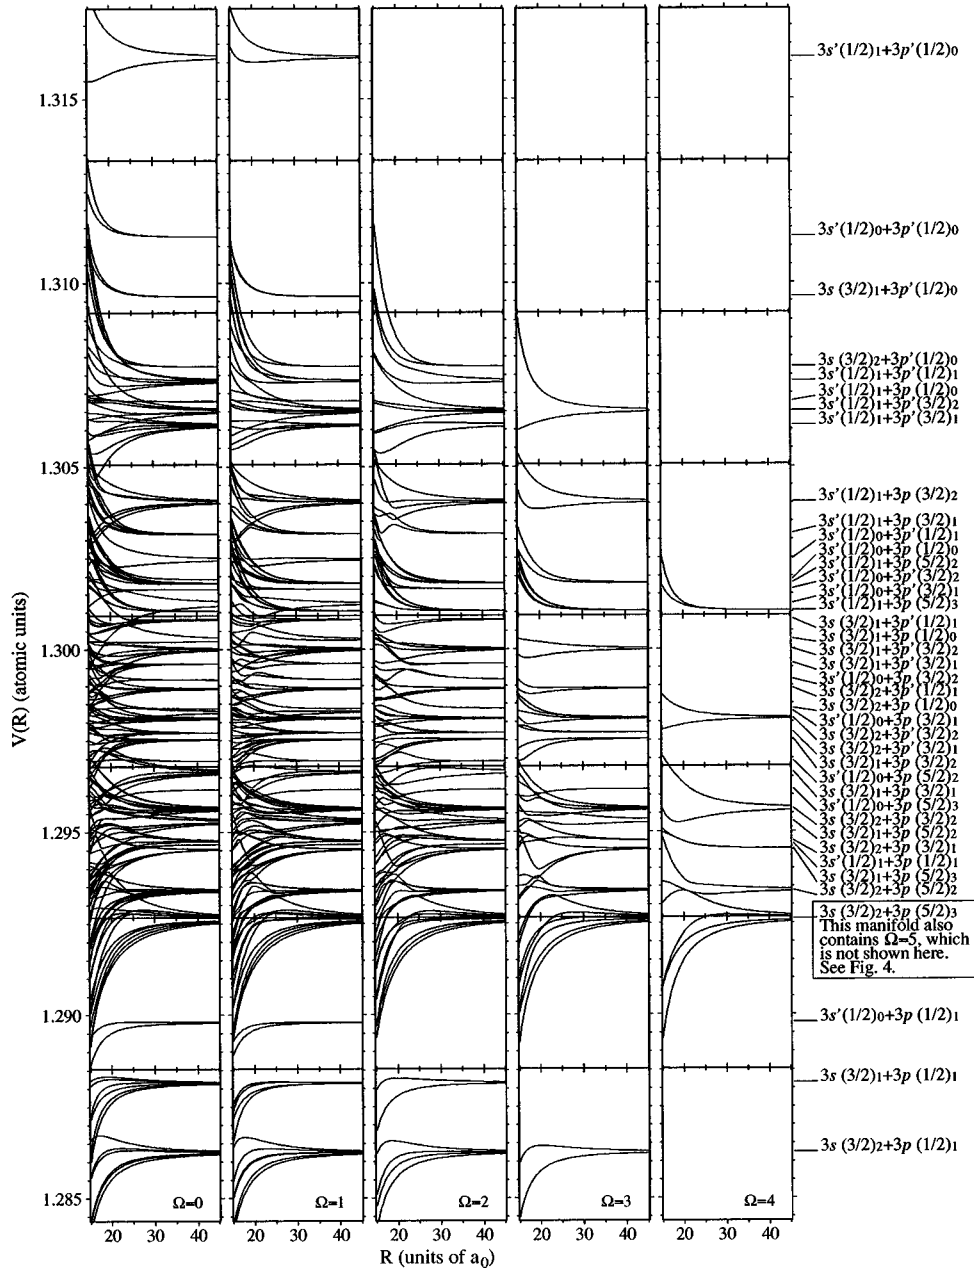 3s'(1/2)1+3p'(1/2)0
1.315
3s'(1/2)0+3p'(1/2)0
1.310
3s (3/2)1+3p'(1/2)0
3s (3/2)2+3p'(1/2)0
3s'(1/2)1+3p'(1/2)1
3s'(1/2)1+3p (1/2)0
3s'(1/2)1+3p'(3/2)2
3s'(1/2)1+3p'(3/2)1
1.305
3s'(1/2)1+3p (3/2)2
3s'(1/2)1+3p (3/2)1
3s'(1/2)0+3p'(1/2)1
3s'(1/2)0+3p (1/2)0
3s'(1/2)1+3p (5/2)2
3s'(1/2)0+3p'(3/2)2
3s'(1/2)0+3p'(3/2)1
3s'(1/2)1+3p (5/2)3
3s (3/2)1+3p'(1/2)1
3s (3/2)1+3p (1/2)0
1.300
3s (3/2)1+3p'(3/2)2
3s (3/2)1+3p'(3/2)1
3s'(1/2)0+3p (3/2)2
3s (3/2)2+3p'(1/2)1
3s (3/2)2+3p (1/2)0
3s'(1/2)0+3p (3/2)1
3s (3/2)2+3p'(3/2)2
3s (3/2)2+3p'(3/2)1
3s (3/2)1+3p (3/2)2
3s'(1/2)0+3p (5/2)2
3s (3/2)1+3p (3/2)1
3s'(1/2)0+3p (5/2)3
1.295
3s (3/2)2+3p (3/2)2
3s (3/2)1+3p (5/2)2
3s (3/2)2+3p (3/2)1
3s'(1/2)1+3p (1/2)1
3s (3/2)1+3p (5/2)3
3s (3/2)2+3p (5/2)2
3s (3/2)2+3p (5/2)3
This manifold also
contains Ω=5, which
is not shown here.
See Fig. 4.
1.290
3s'(1/2)0+3p (1/2)1
3s (3/2)1+3p (1/2)1
3s (3/2)2+3p (1/2)1
1.285
V(R) (atomic units)
Ω=0
Ω=1
Ω=2
Ω=3
Ω=4
20 30 40 20 30 40 20 30 40 20 30 40 20 30 40
R (units of a0)